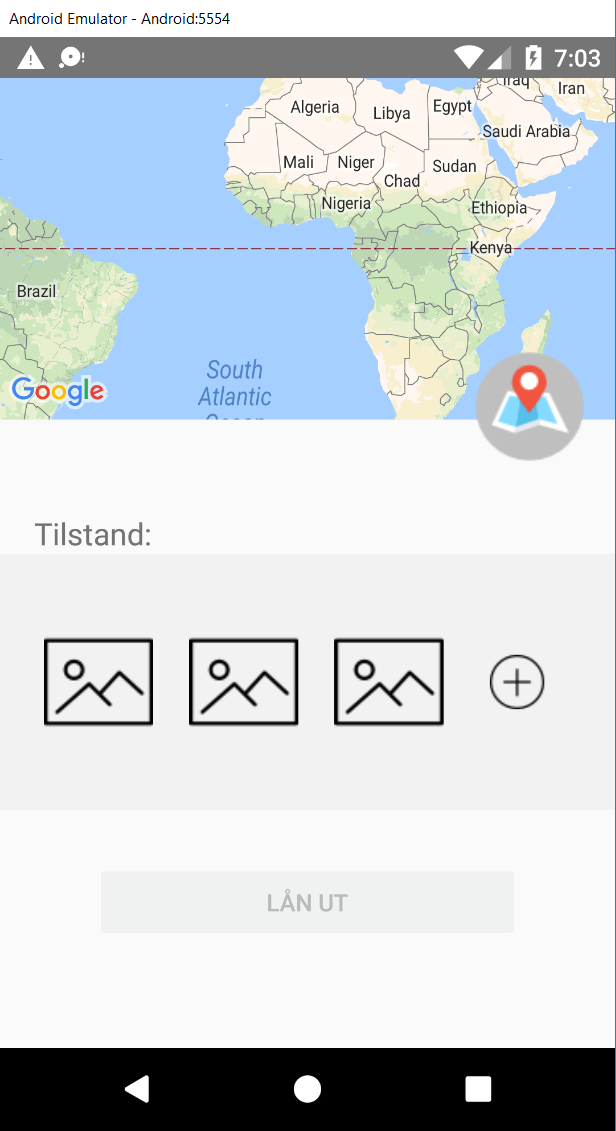 Android Emulator - Android:5554
7:03
Iraq
Iran
Algeria
Libya
Egypt
Saudi Arabia
Mali
Niger
Chad
Sudan
Nigeria
Ethiopia
Kenya
Brazil
South
Atlantic
Ocean
Google
Tilstand:
LÅN UT